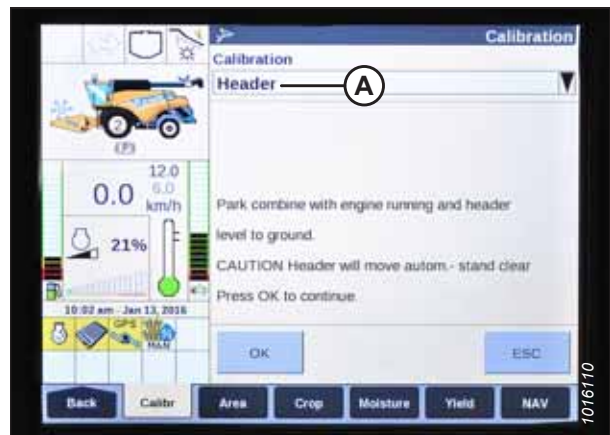 Calibration
Calibration
Header
A
2
(P)
12.0
6.0
0.0 km/h
21%
Park combine with engine running and header
level to ground.
CAUTION Header will move autom.- stand clear
Press OK to continue
10:02 am Jan 13, 2016
GPS
MAN
OK
ESC
Back
Calibr
Area
Crop
Moisture
Yield
NAV
1016110